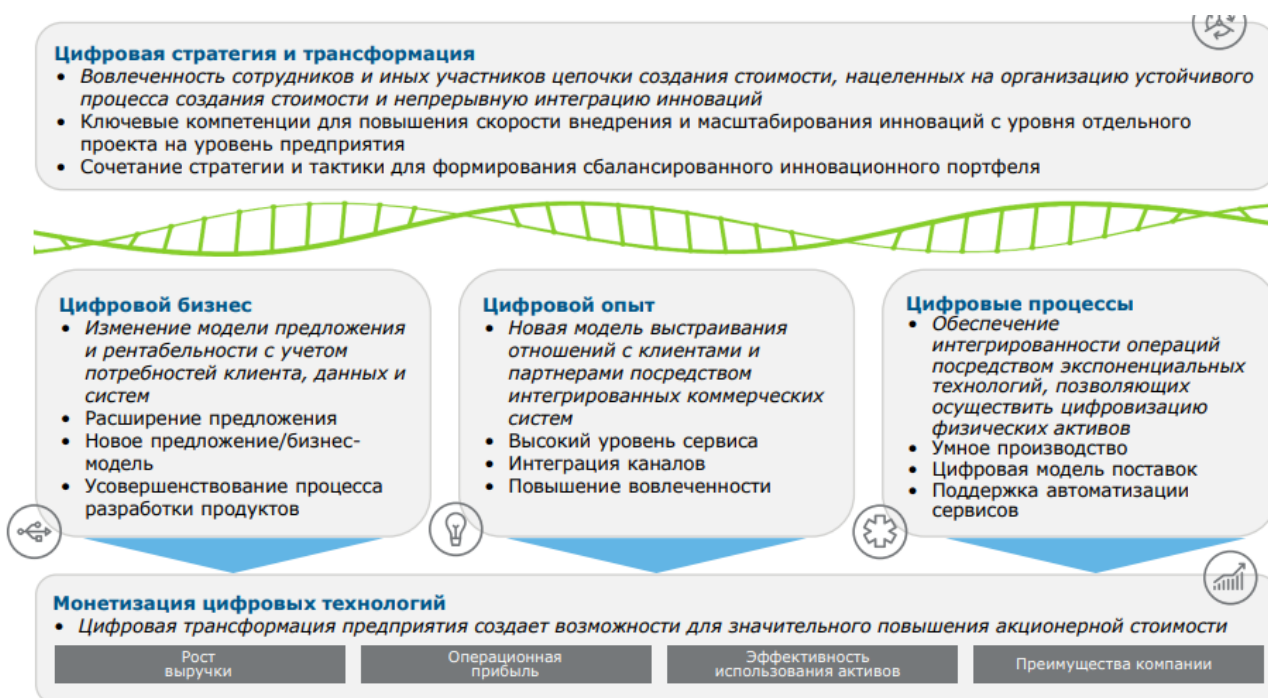 Цифровая стратегия и трансформация
• Вовлеченность сотрудников и иных участников цепочки создания стоимости, нацеленных на организацию устойчивого
процесса создания стоимости и непрерывную интеграцию инноваций
• Ключевые компетенции для повышения скорости внедрения и масштабирования инноваций с уровня отдельного
проекта на уровень предприятия
• Сочетание стратегии и тактики для формирования сбалансированного инновационного портфеля
Цифровой бизнес
• Изменение модели предложения
и рентабельности с учетом
потребностей клиента, данных и
систем
• Расширение предложения
• Новое предложение/бизнес-
модель
• Усовершенствование процесса
разработки продуктов
Цифровой опыт
• Новая модель выстраивания
отношений с клиентами и
партнерами посредством
интегрированных коммерческих
систем
• Высокий уровень сервиса
• Интеграция каналов
• Повышение вовлеченности
Цифровые процессы
• Обеспечение
интегрированности операций
посредством экспоненциальных
технологий, позволяющих
осуществить цифровизацию
физических активов
• Умное производство
• Цифровая модель поставок
• Поддержка автоматизации
сервисов
Монетизация цифровых технологий
• Цифровая трансформация предприятия создает возможности для значительного повышения акционерной стоимости
Рост
выручки
Операционная
прибыль
Эффективность
использования активов
Преимущества компании